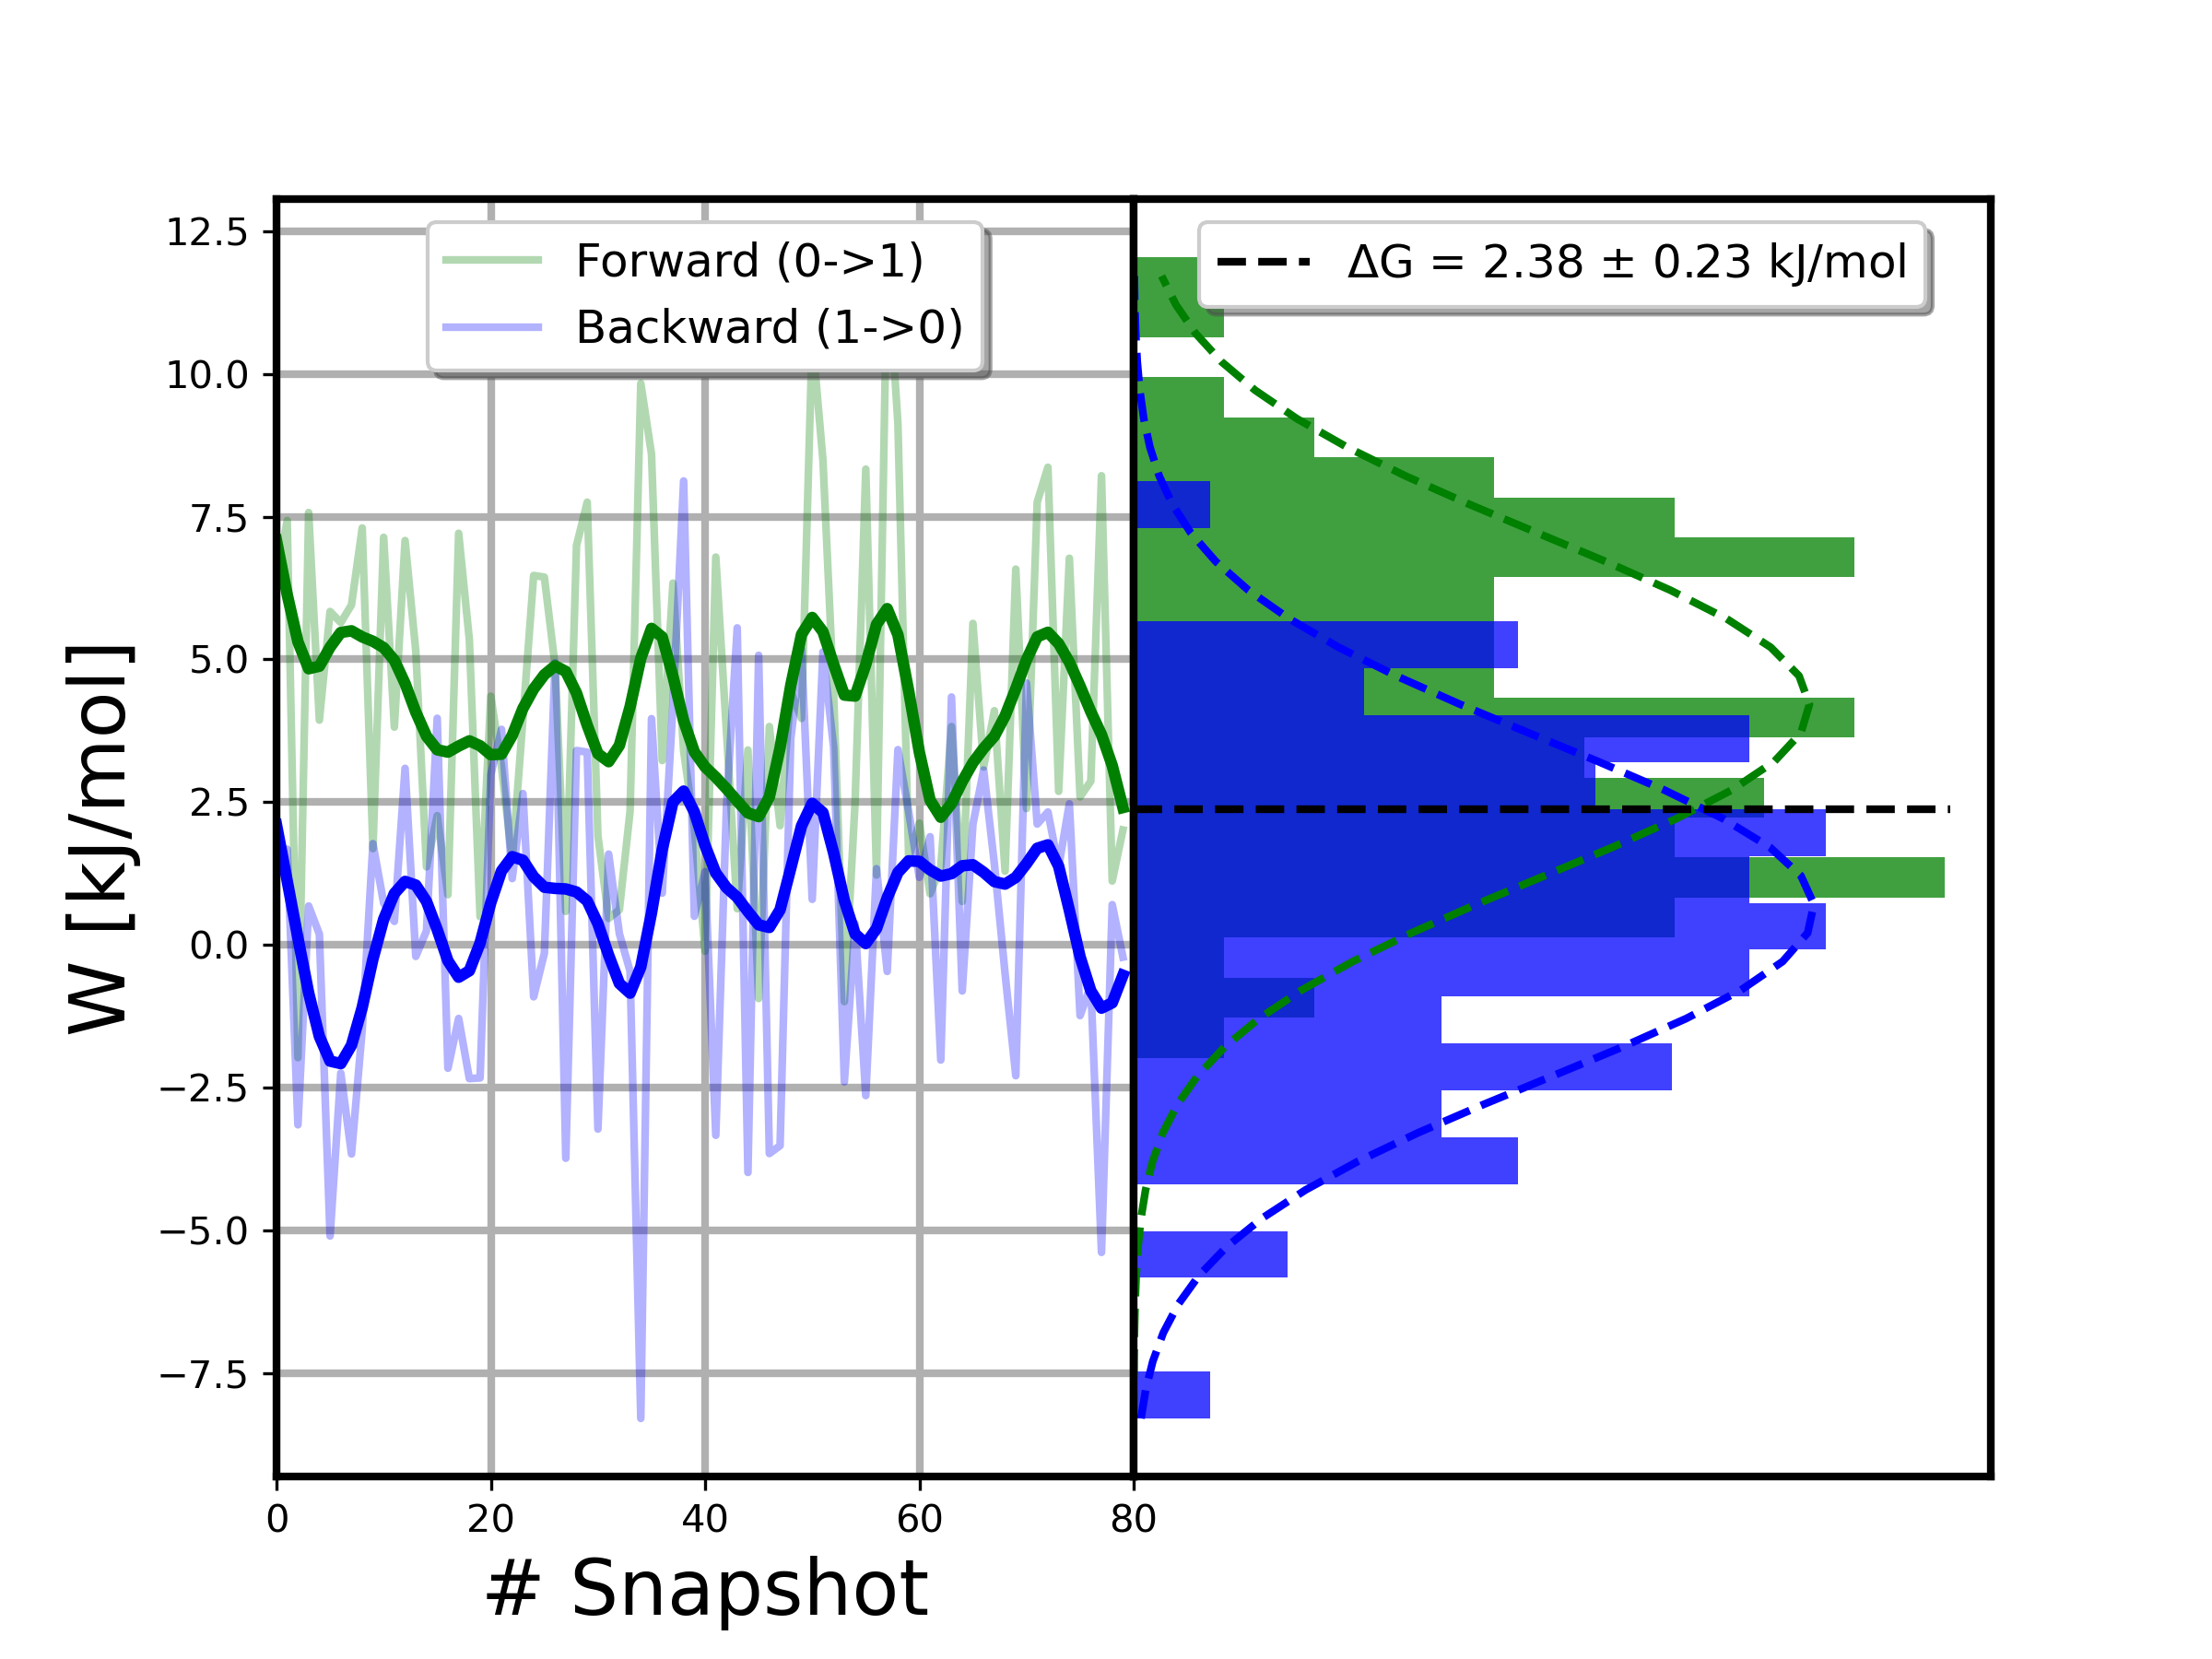 Forward (0->1)
Backward (1->0)
ΔG = 2.38 ± 0.23 kJ/mol
12.5
10.0
7.5
5.0
2.5
0.0
−2.5
−5.0
−7.5
W [kJ/mol]
0 20 40 60 80
# Snapshot